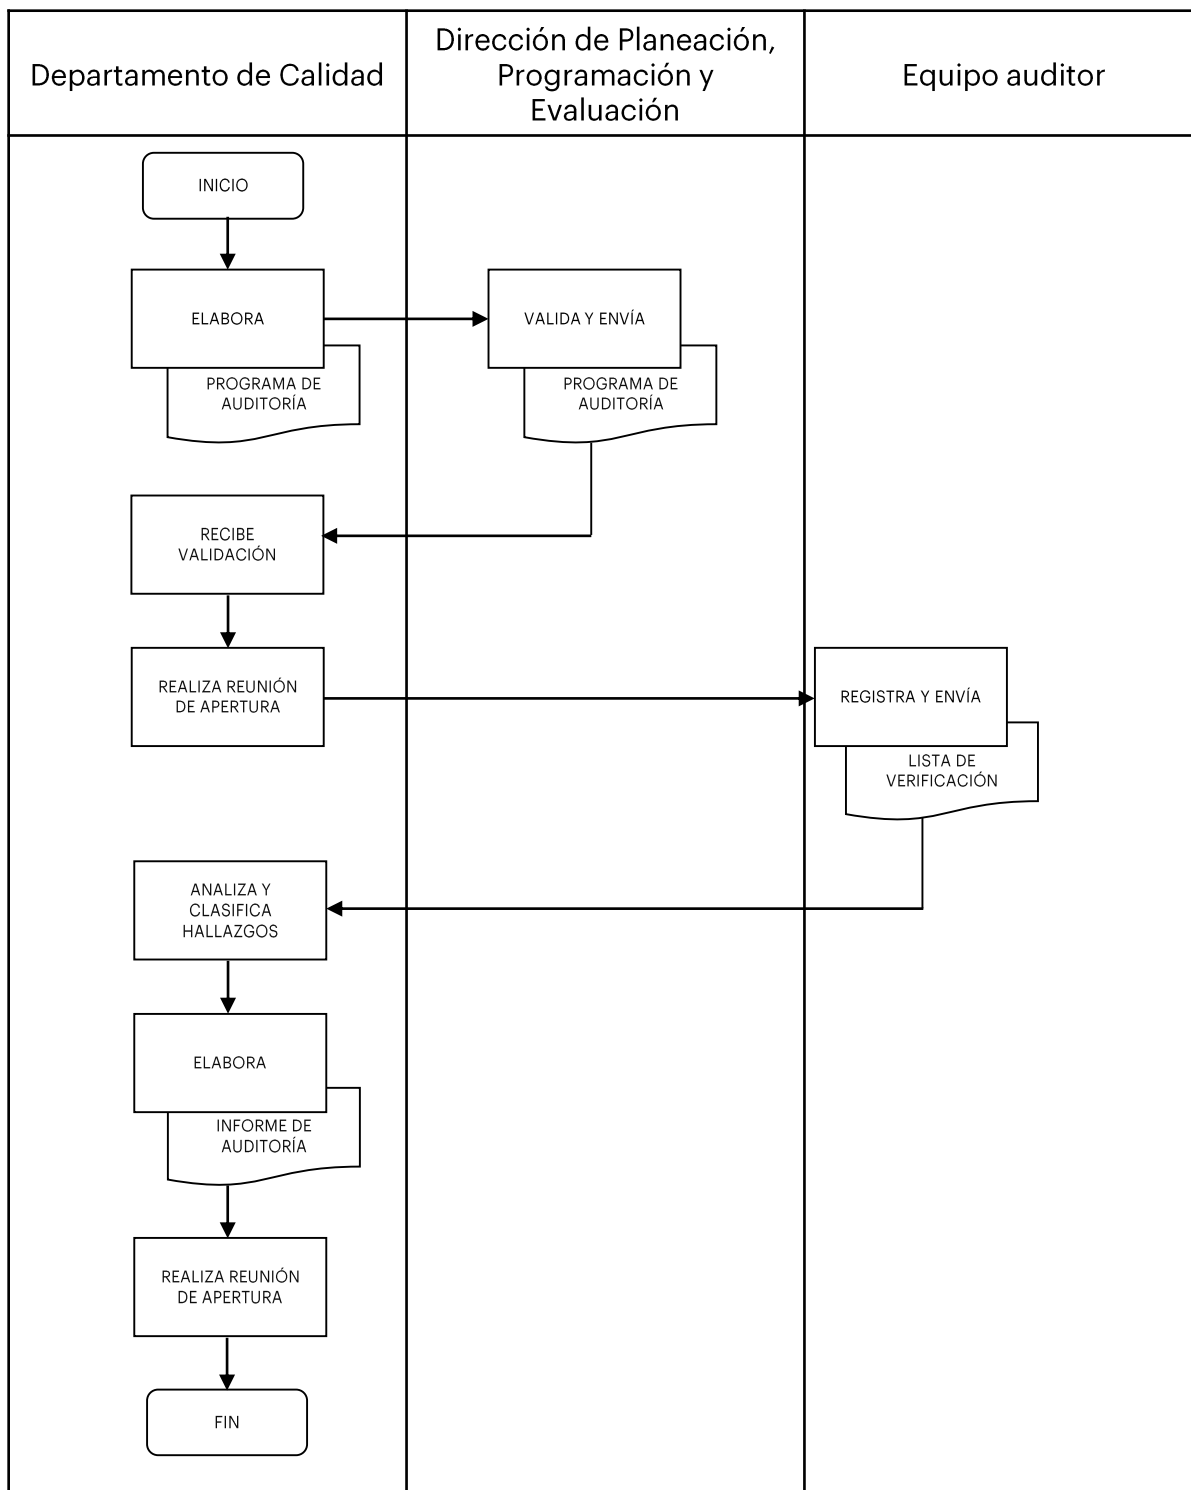 Departamento de Calidad
Dirección de Planeación,
Programación y
Evaluación
Equipo auditor
INICIO
ELABORA
PROGRAMA DE
AUDITORÍA
VALIDA Y ENVÍA
PROGRAMA DE
AUDITORÍA
RECIBE
VALIDACIÓN
REALIZA REUNIÓN
DE APERTURA
REGISTRA Y ENVÍA
LISTA DE
VERIFICACIÓN
ANALIZA Y
CLASIFICA
HALLAZGOS
ELABORA
INFORME DE
AUDITORÍA
REALIZA REUNIÓN
DE APERTURA
FIN